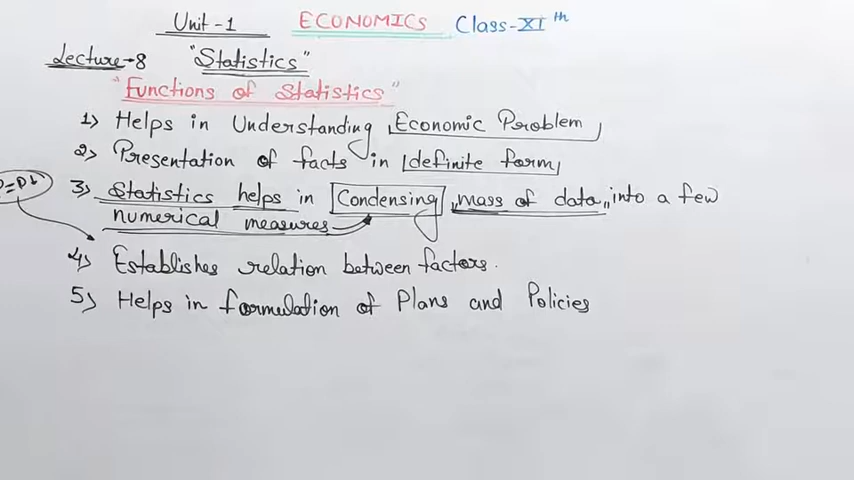 Unit-1 ECONOMICS Class-XIth
Lecture-8 "Statistics"
"Functions of Statistics"
1) Helps in Understanding Economic Problem
2) Presentation of facts in definite form
3) Statistics helps in Condensing mass of data into a few
numerical measures
4) Establishes relation between factors.
5) Helps in formulation of Plans and Policies